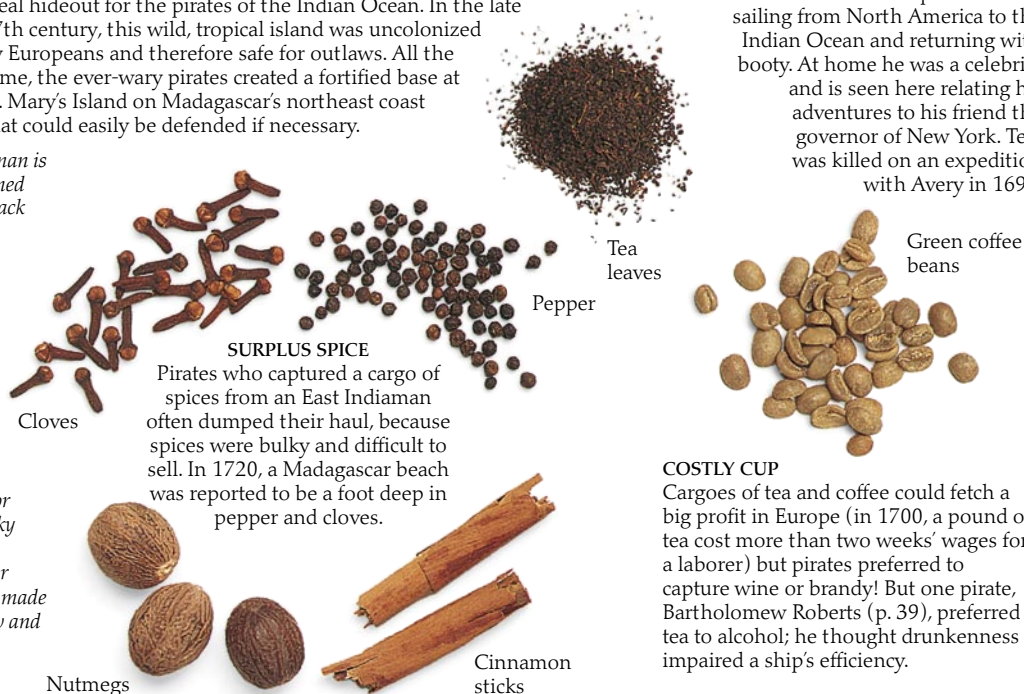 eal hideout for the pirates of the Indian Ocean. In the late
7th century, this wild, tropical island was uncolonized
y Europeans and therefore safe for outlaws. All the
me, the ever-wary pirates created a fortified base at
. Mary's Island on Madagascar's northeast coast
at could easily be defended if necessary.
nan is
ned
ack
sailing from North America to th
Indian Ocean and returning wit
booty. At home he was a celebri
and is seen here relating h
adventures to his friend th
governor of New York. Te
was killed on an expeditio
with Avery in 169
Tea
leaves
Green coffee
beans
Pepper
Cloves
SURPLUS SPICE
Pirates who captured a cargo of
spices from an East Indiaman
often dumped their haul, because
spices were bulky and difficult to
sell. In 1720, a Madagascar beach
was reported to be a foot deep in
pepper and cloves.
or
ky
r
made
y and
COSTLY CUP
Cargoes of tea and coffee could fetch a
big profit in Europe (in 1700, a pound o
tea cost more than two weeks' wages for
a laborer) but pirates preferred to
capture wine or brandy! But one pirate,
Bartholomew Roberts (p. 39), preferred
tea to alcohol; he thought drunkenness
impaired a ship's efficiency.
Nutmegs
Cinnamon
sticks